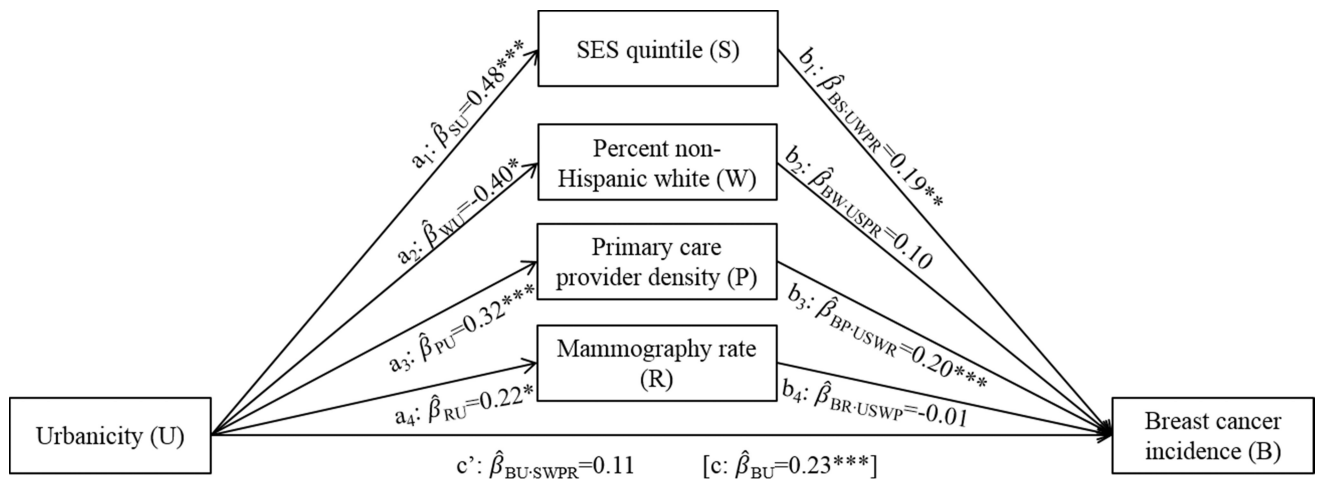 SES quintile (S)
a₁: β̂SU=0.48***
b₁: β̂BS·UWPR=0.19**
Percent non-
Hispanic white (W)
a₂: β̂WU=-0.40*
b₂: β̂BW·USPR=0.10
Primary care
provider density (P)
a₃: β̂PU=0.32***
b₃: β̂BP·USWR=0.20***
Mammography rate
(R)
a₄: β̂RU=0.22*
b₄: β̂BR·USWP=-0.01
Urbanicity (U)
Breast cancer
incidence (B)
c’: β̂BU·SWPR=0.11 [c: β̂BU=0.23***]